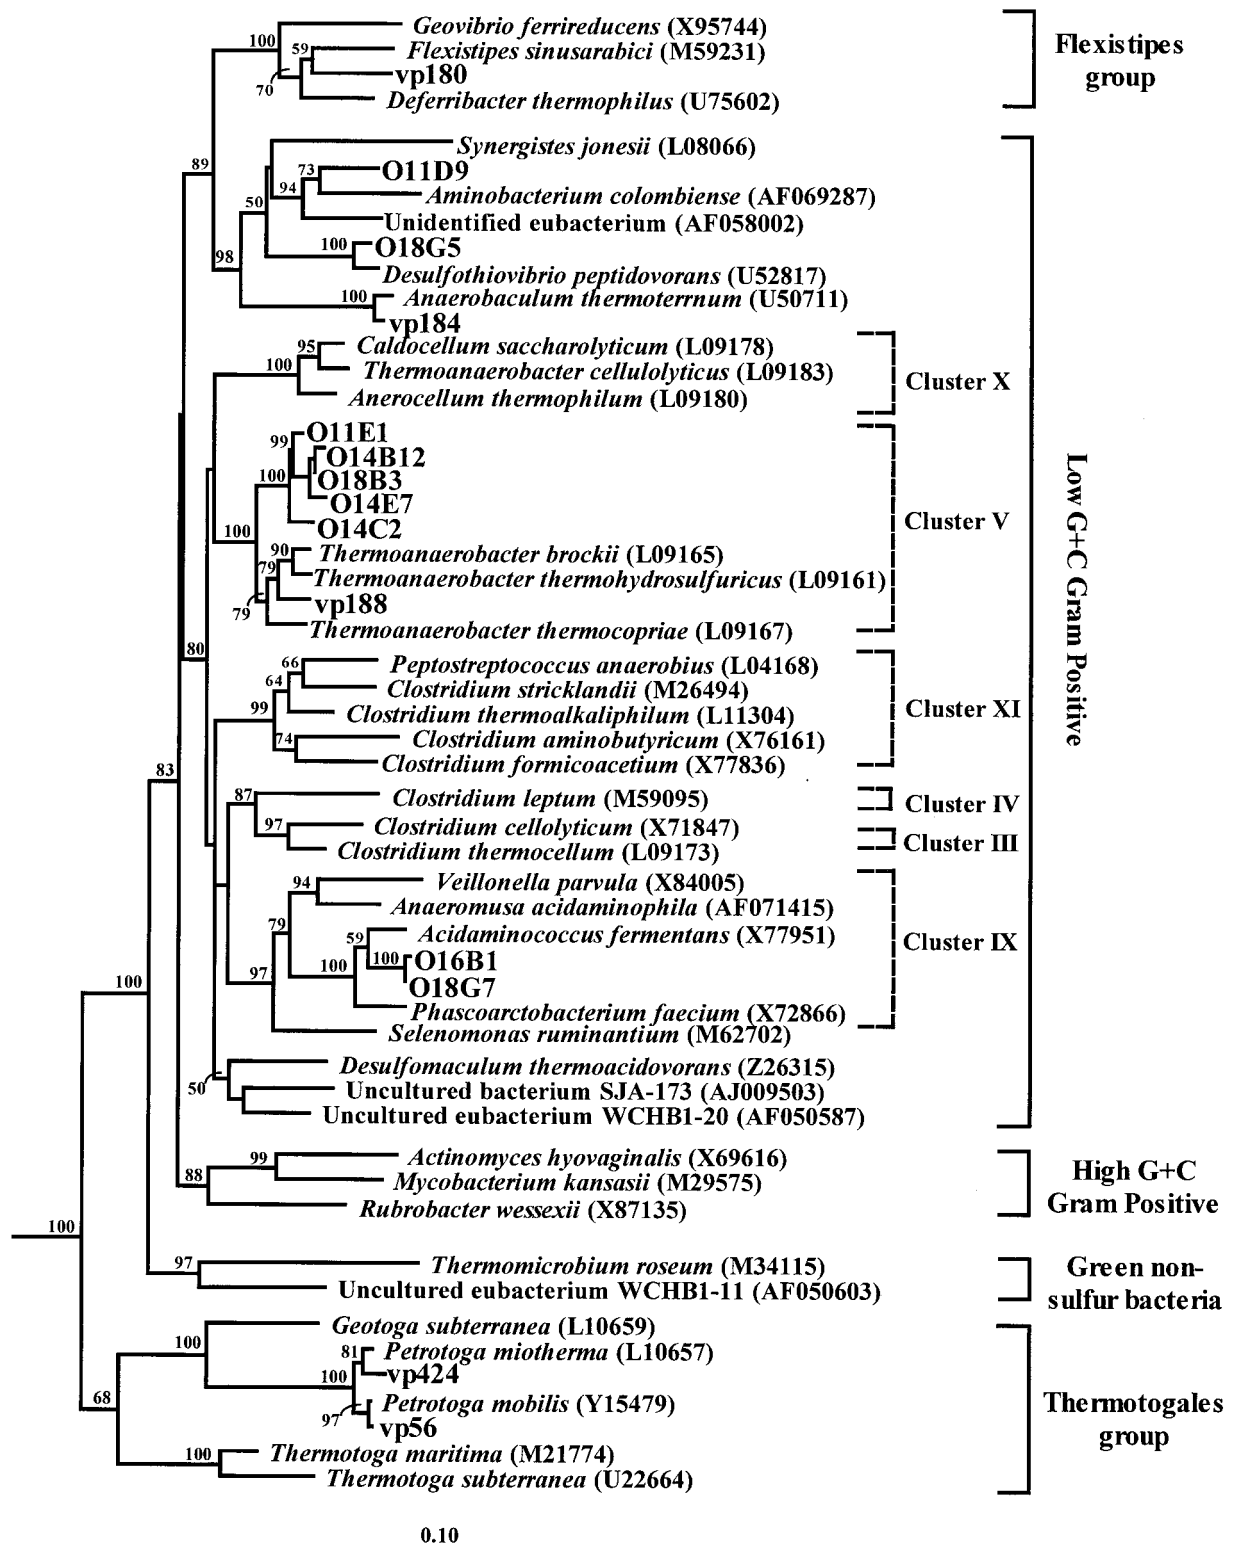 Geovibrio ferrireducens (X95744)
100
59
Flexistipes sinusarabici (M59231)
vp180
70
Deferribacter thermophilus (U75602)
Flexistipes
group
Synergistes jonesii (L08066)
89
73
O11D9
94
Aminobacterium colombiense (AF069287)
50
Unidentified eubacterium (AF058002)
100
O18G5
98
Desulfothiovibrio peptidovorans (U52817)
100
Anaerobaculum thermoterrnum (U50711)
vp184
95
Caldocellum saccharolyticum (L09178)
100
Thermoanaerobacter cellulolyticus (L09183)
Anerocellum thermophilum (L09180)
Cluster X
99
O11E1
O14B12
100
O18B3
O14E7
O14C2
100
Cluster V
90
Thermoanaerobacter brockii (L09165)
79
Thermoanaerobacter thermohydrosulfuricus (L09161)
vp188
79
Thermoanaerobacter thermocopriae (L09167)
Low G+C Gram Positive
80
66
Peptostreptococcus anaerobius (L04168)
64
Clostridium stricklandii (M26494)
99
Clostridium thermoalkaliphilum (L11304)
74
Clostridium aminobutyricum (X76161)
Clostridium formicoacetium (X77836)
Cluster XI
83
87
Clostridium leptum (M59095)
Cluster IV
97
Clostridium cellolyticum (X71847)
Clostridium thermocellum (L09173)
Cluster III
94
Veillonella parvula (X84005)
Anaeromusa acidaminophila (AF071415)
79
59
Acidaminococcus fermentans (X77951)
100
100
O16B1
97
O18G7
Phascoarctobacterium faecium (X72866)
Selenomonas ruminantium (M62702)
Cluster IX
100
Desulfomaculum thermoacidovorans (Z26315)
50
Uncultured bacterium SJA-173 (AJ009503)
Uncultured eubacterium WCHB1-20 (AF050587)
99
Actinomyces hyovaginalis (X69616)
88
Mycobacterium kansasii (M29575)
Rubrobacter wessexii (X87135)
High G+C
Gram Positive
100
97
Thermomicrobium roseum (M34115)
Uncultured eubacterium WCHB1-11 (AF050603)
Green non-
sulfur bacteria
Geotoga subterranea (L10659)
100
81
Petrotoga miotherma (L10657)
100
vp424
68
Petrotoga mobilis (Y15479)
97
vp56
100
Thermotoga maritima (M21774)
Thermotoga subterranea (U22664)
Thermotogales
group
0.10